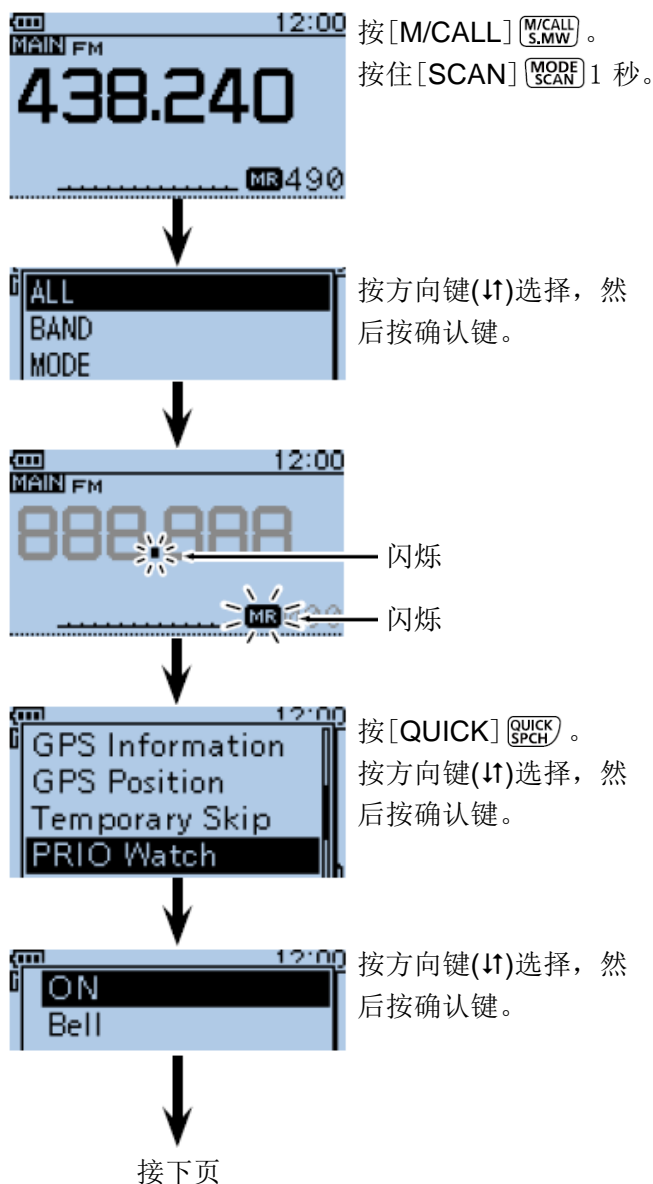 12:00
MAIN FM
438.240
MR 490
按[M/CALL] M/CALL S.MW 。
按住[SCAN] MODE SCAN 1 秒。
ALL
BAND
MODE
按方向键(↓↑)选择，然
后按确认键。
12:00
MAIN FM
闪烁
MR
闪烁
12:00
GPS Information
GPS Position
Temporary Skip
PRIO Watch
按[QUICK] QUICK SPCH 。
按方向键(↓↑)选择，然
后按确认键。
12:00
ON
Bell
按方向键(↓↑)选择，然
后按确认键。
接下页